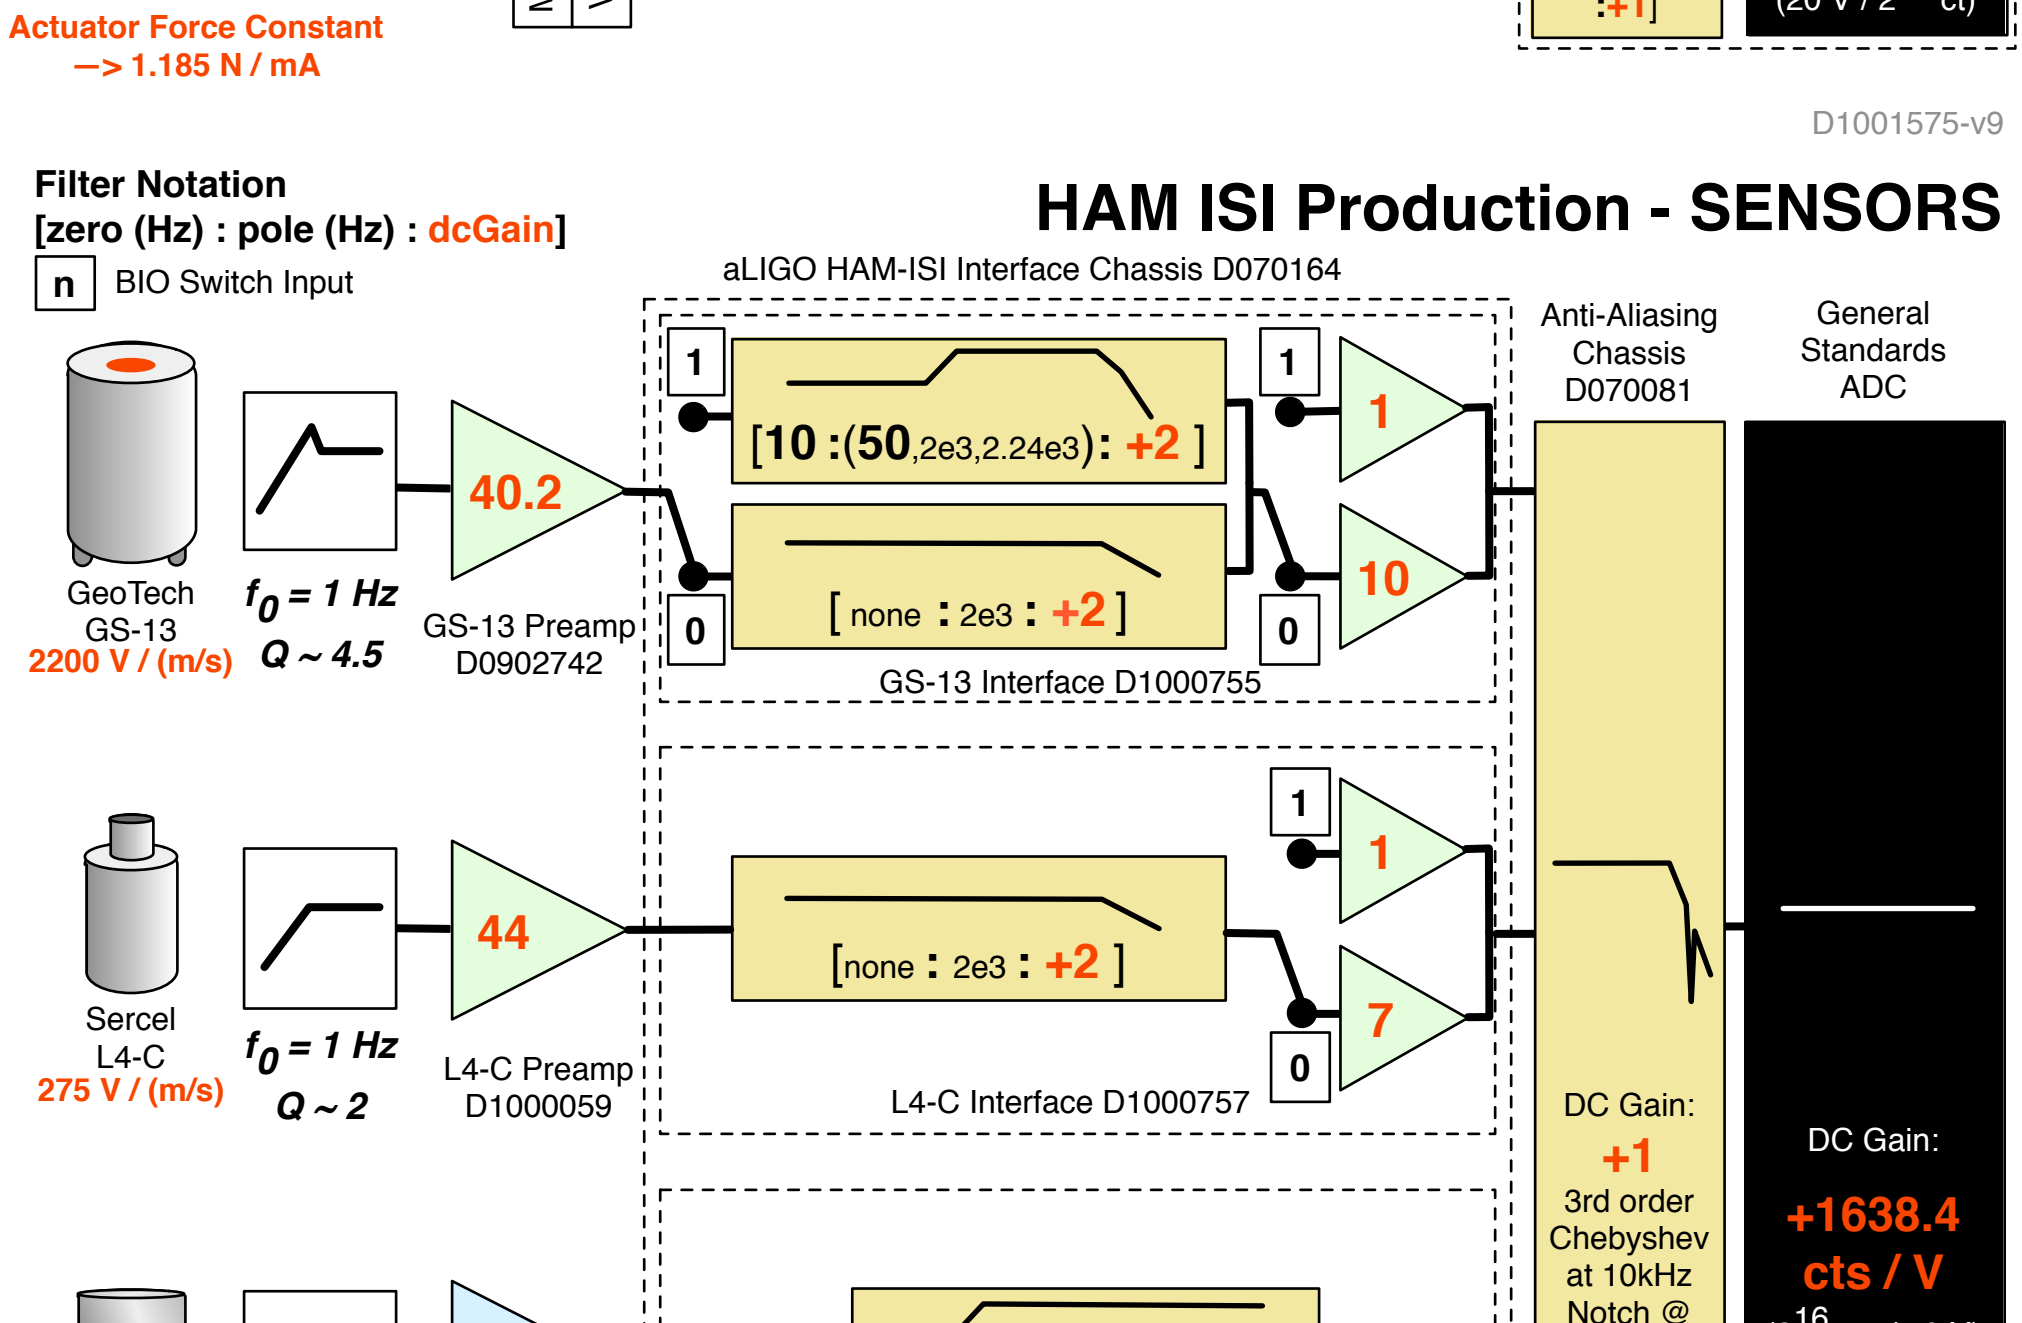 Actuator Force Constant
—> 1.185 N / mA
:+1]
D1001575-v9
Filter Notation
[zero (Hz) : pole (Hz) : dcGain]
n BIO Switch Input
HAM ISI Production - SENSORS
aLIGO HAM-ISI Interface Chassis D070164
Anti-Aliasing
Chassis
D070081
General
Standards
ADC
GeoTech
GS-13
2200 V / (m/s)
f0 = 1 Hz
Q ~ 4.5
40.2
GS-13 Preamp
D0902742
1
[10 :(50,2e3,2.24e3): +2 ]
[ none : 2e3 : +2 ]
0
1
1
10
0
GS-13 Interface D1000755
Sercel
L4-C
275 V / (m/s)
f0 = 1 Hz
Q ~ 2
44
L4-C Preamp
D1000059
[none : 2e3 : +2 ]
1
1
7
0
L4-C Interface D1000757
DC Gain:
+1
3rd order
Chebyshev
at 10kHz
Notch @
DC Gain:
+1638.4
cts / V
16